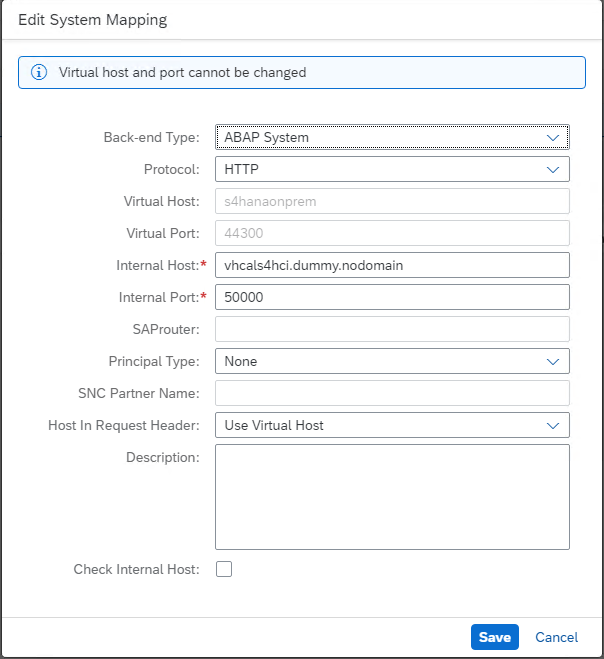 Edit System Mapping
Virtual host and port cannot be changed
Back-end Type: ABAP System
Protocol: HTTP
Virtual Host: s4hanaonprem
Virtual Port: 44300
Internal Host:* vhcals4hci.dummy.nodomain
Internal Port:* 50000
SAProuter:
Principal Type: None
SNC Partner Name:
Host In Request Header: Use Virtual Host
Description:
Check Internal Host:
Save Cancel